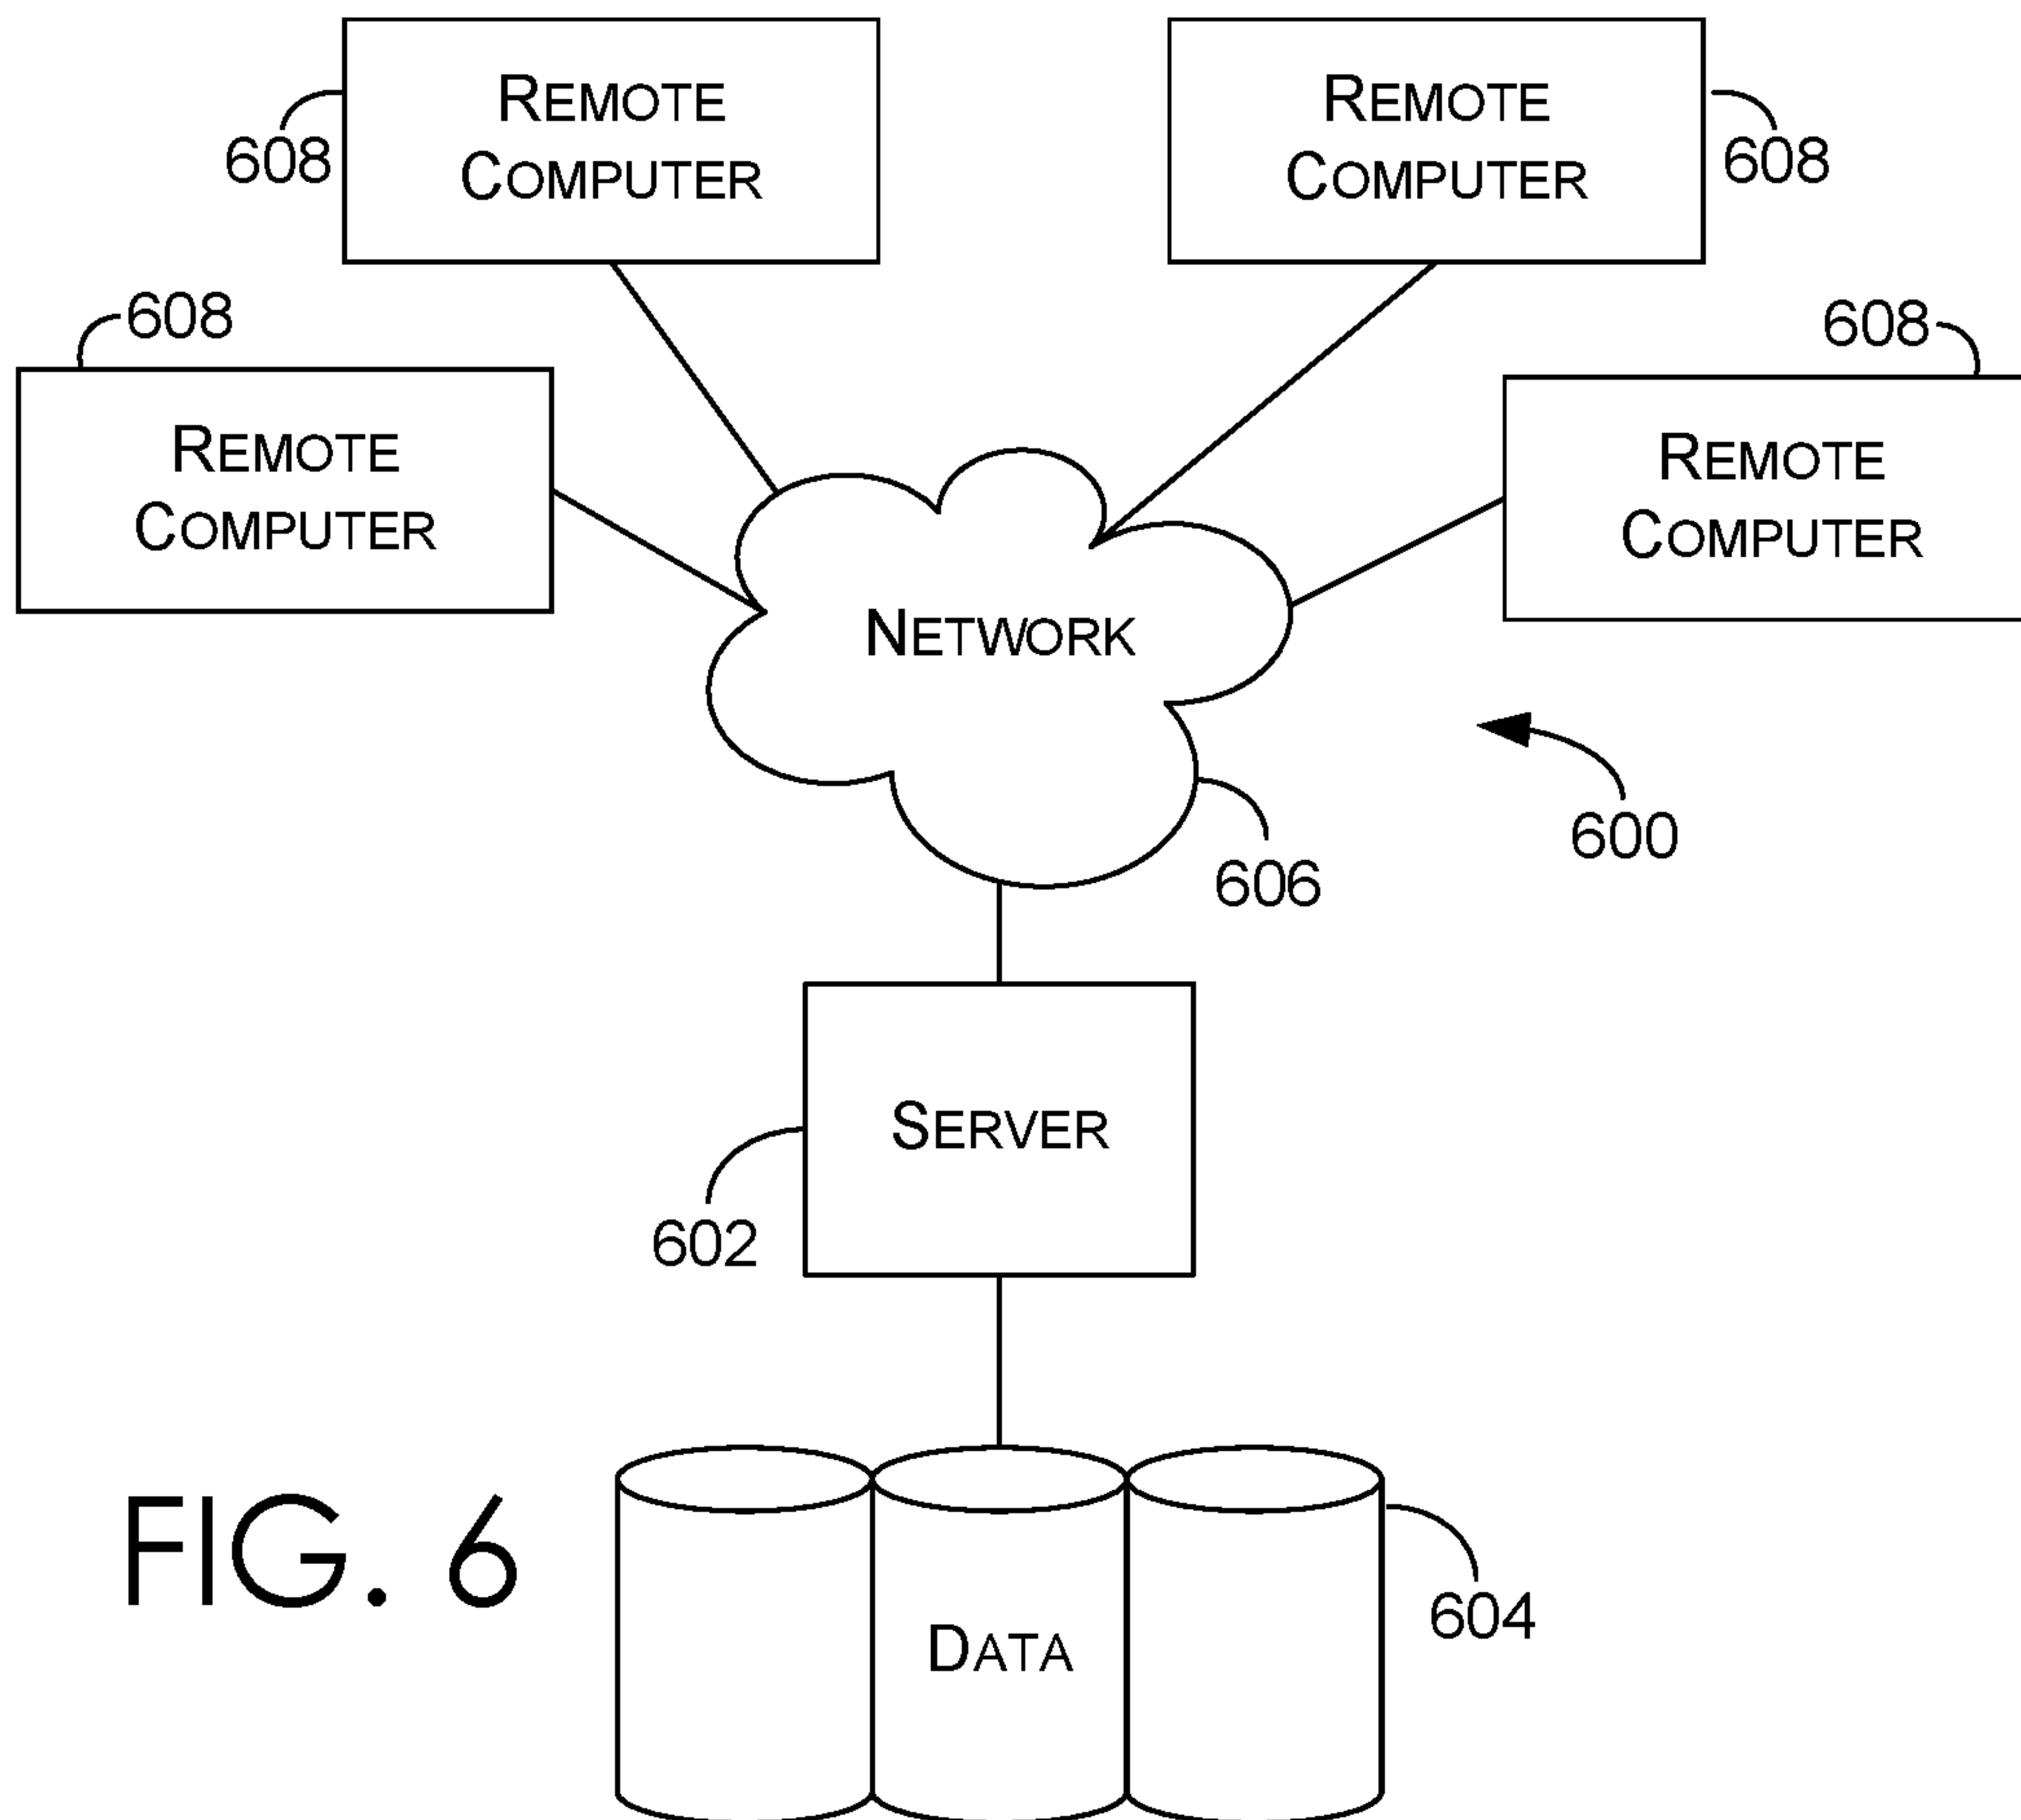 REMOTE
COMPUTER
608
REMOTE
COMPUTER
608
608
REMOTE
COMPUTER
608
REMOTE
COMPUTER
NETWORK
600
606
SERVER
602
FIG. 6
604
DATA